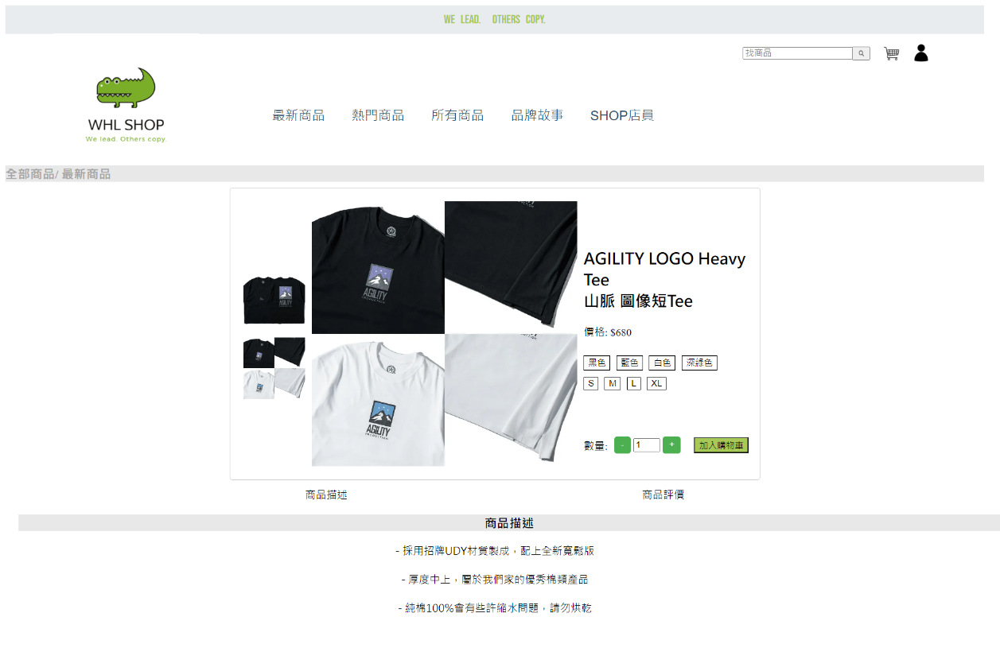 WE LEAD. OTHERS COPY.
找商品
WHL SHOP
We lead. Others copy.
最新商品 熱門商品 所有商品 品牌故事 SHOP店員
全部商品/ 最新商品
AGILITY
PRODUCTION
AGILITY
PRODUCTION
AGILITY LOGO Heavy
Tee
山脈 圖像短Tee
價格: $680
黑色 藍色 白色 深綠色
S M L XL
數量: - 1 + 加入購物車
商品描述 商品評價
商品描述
- 採用招牌UDY材質製成，配上全新寬鬆版
- 厚度中上，屬於我們家的優秀棉類產品
- 純棉100%會有些許縮水問題，請勿烘乾